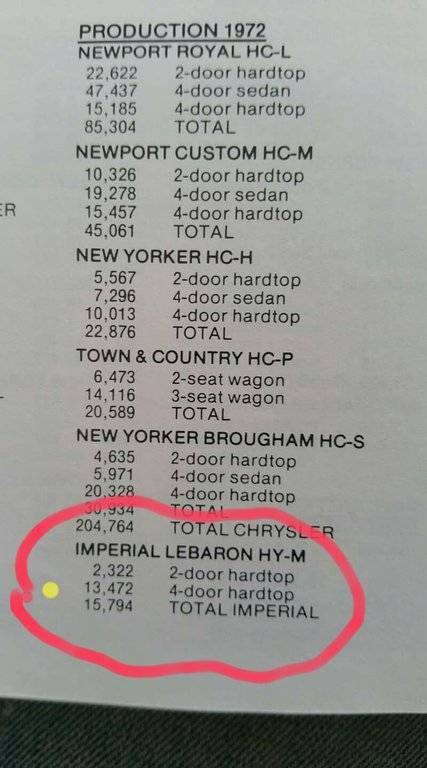 PRODUCTION 1972
NEWPORT ROYAL HC-L
22,622 2-door hardtop
47,437 4-door sedan
15,185 4-door hardtop
85,304 TOTAL
NEWPORT CUSTOM HC-M
10,326 2-door hardtop
19,278 4-door sedan
15,457 4-door hardtop
45,061 TOTAL
ER
NEW YORKER HC-H
5,567 2-door hardtop
7,296 4-door sedan
10,013 4-door hardtop
22,876 TOTAL
TOWN & COUNTRY HC-P
6,473 2-seat wagon
14,116 3-seat wagon
20,589 TOTAL
NEW YORKER BROUGHAM HC-S
4,635 2-door hardtop
5,971 4-door sedan
20,328 4-door hardtop
30,934 TOTAL
204,764 TOTAL CHRYSLER
IMPERIAL LEBARON HY-M
2,322 2-door hardtop
13,472 4-door hardtop
15,794 TOTAL IMPERIAL